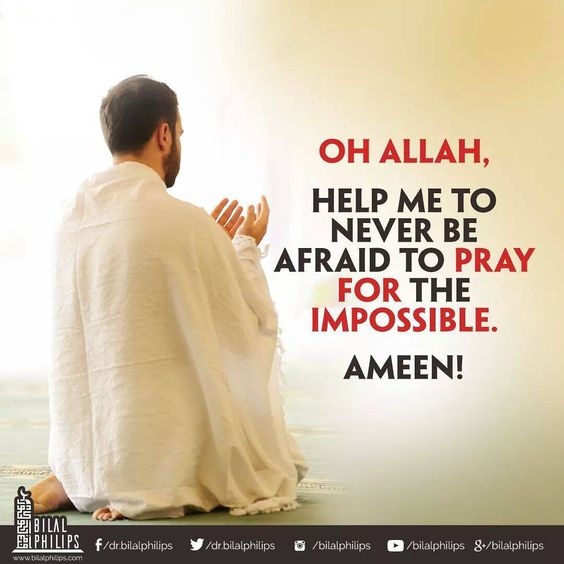 OH ALLAH,
HELP ME TO
NEVER BE
AFRAID TO PRAY
FOR THE
IMPOSSIBLE.
AMEEN!
BILAL
PHILIPS
www.bilalphilips.com
/dr.bilalphilips
/dr.bilalphilips
/bilalphilips
/bilalphilips
g+/bilalphilips